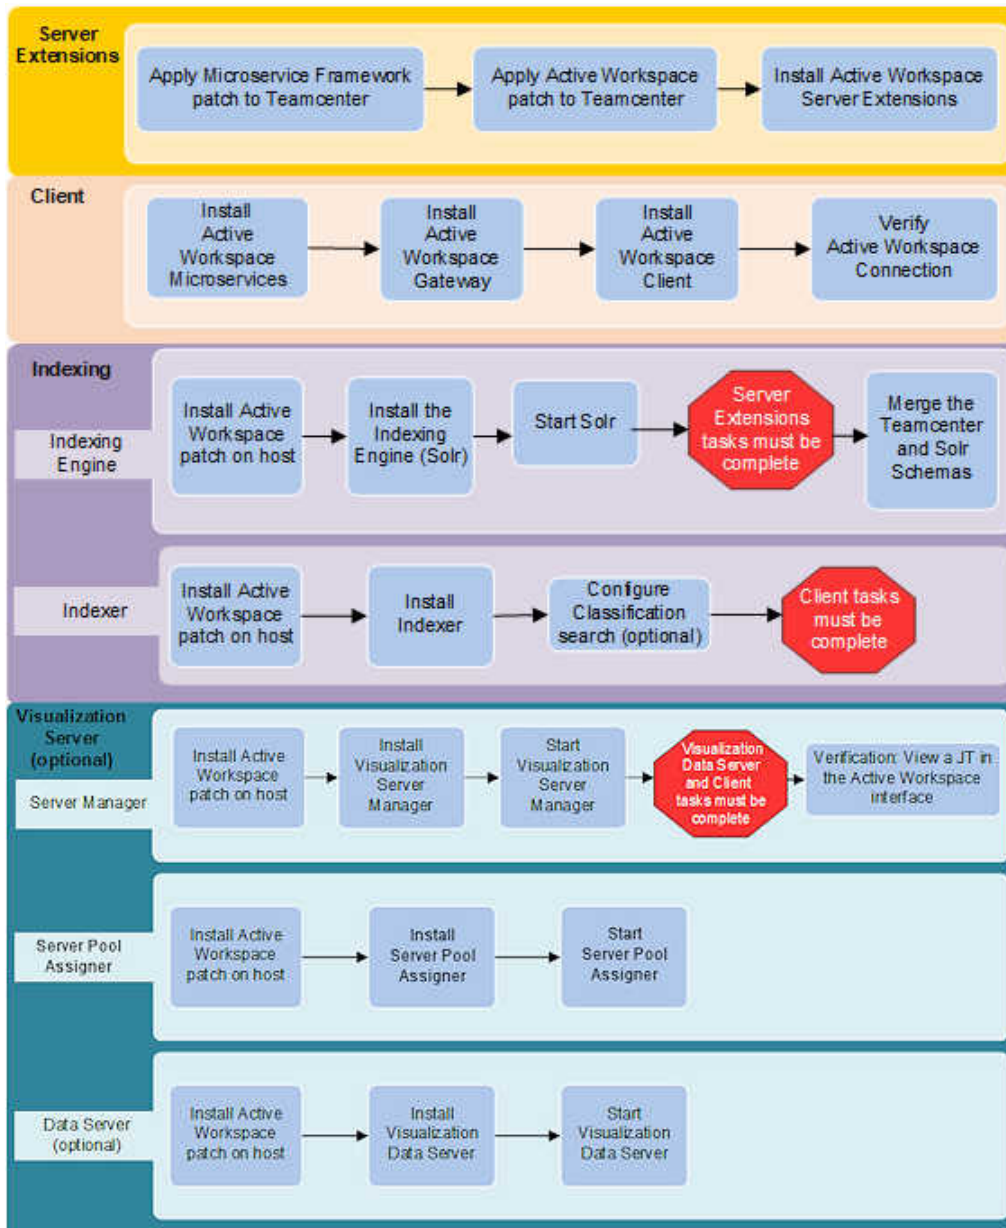 Server
Extensions
Apply Microservice Framework
patch to Teamcenter
Apply Active Workspace
patch to Teamcenter
Install Active Workspace
Server Extensions
Client
Install
Active
Workspace
Microservices
Install
Active
Workspace
Gateway
Install
Active
Workspace
Client
Verify
Active Workspace
Connection
Indexing
Indexing
Engine
Install Active
Workspace
patch on host
Install the
Indexing
Engine (Solr)
Start Solr
Server
Extensions
tasks must be
complete
Merge the
Teamcenter
and Solr
Schemas
Indexer
Install Active
Workspace
patch on host
Install
Indexer
Configure
Classification
search (optional)
Client tasks
must be
complete
Visualization
Server
(optional)
Server Manager
Install Active
Workspace
patch on host
Install
Visualization
Server
Manager
Start
Visualization
Server
Manager
Visualization
Data Server
and Client
tasks must be
complete
Verification: View a JT in
the Active Workspace
interface
Server Pool
Assigner
Install Active
Workspace
patch on host
Install
Server Pool
Assigner
Start
Server Pool
Assigner
Data Server
(optional)
Install Active
Workspace
patch on host
Install
Visualization
Data Server
Start
Visualization
Data Server